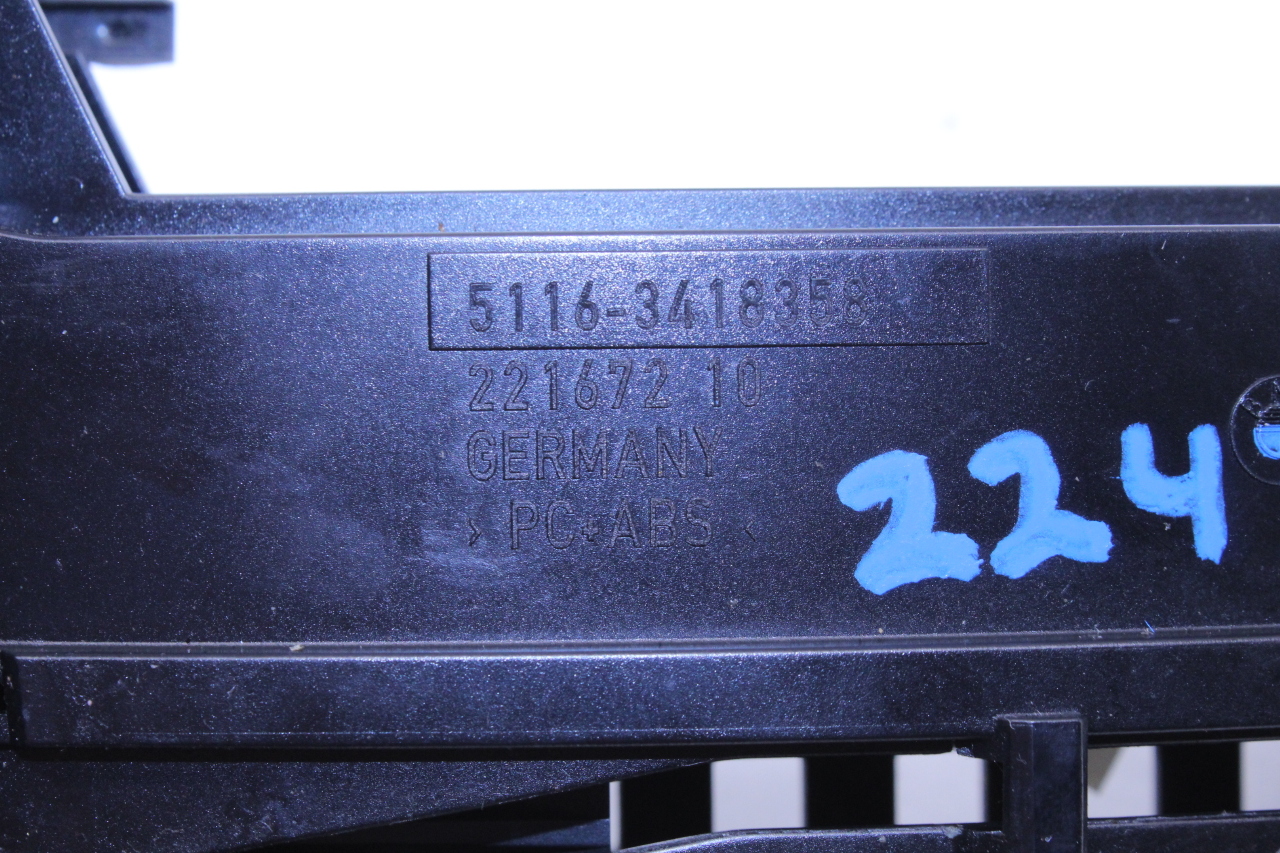 5116-3418358
221672 10
GERMANY
> PC+ABS <
224